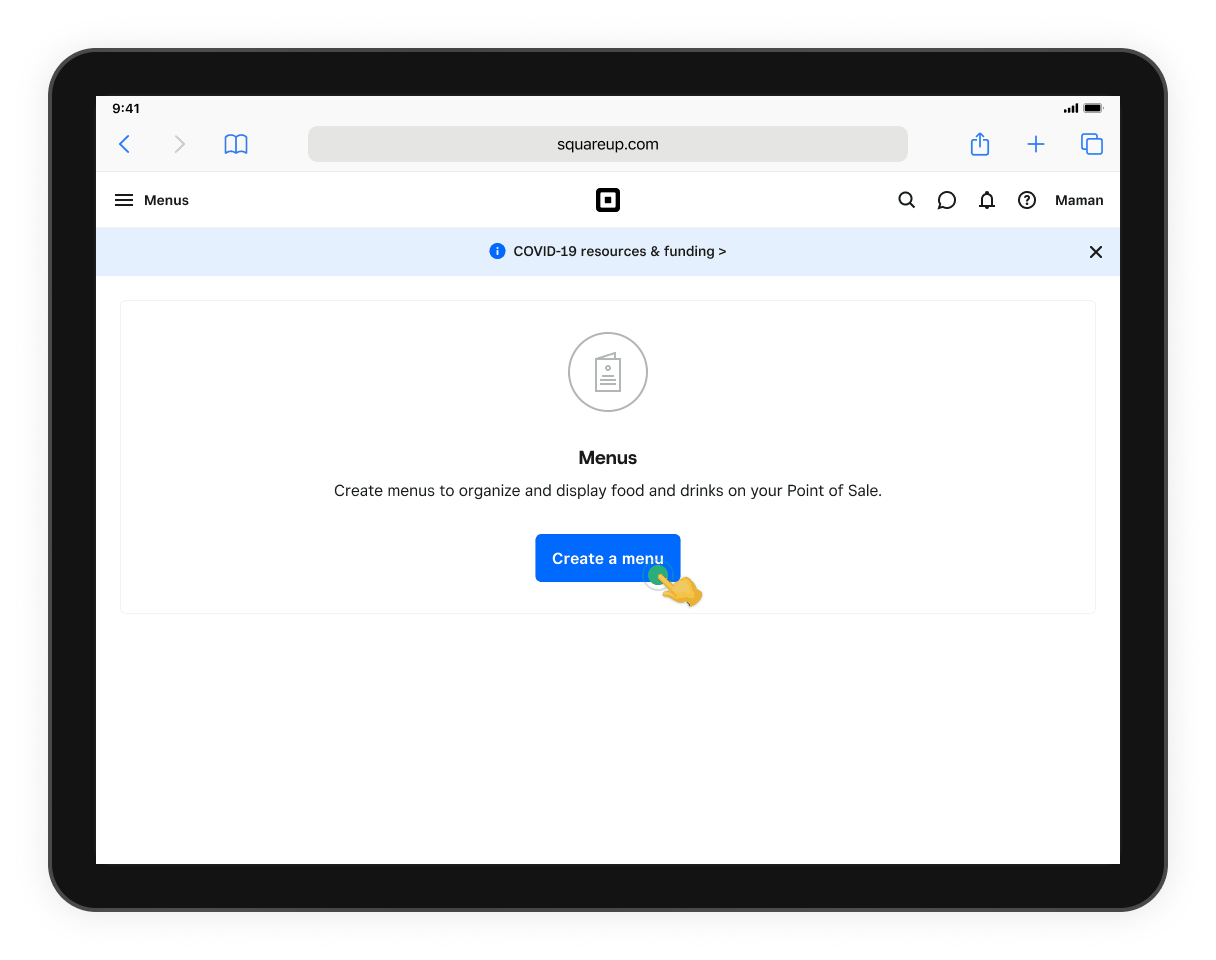 9:41
squareup.com
Menus
Maman
COVID-19 resources & funding >
Menus
Create menus to organize and display food and drinks on your Point of Sale.
Create a menu